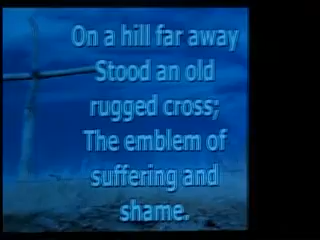 On a hill far away
Stood an old
rugged cross;
The emblem of
suffering and
shame.